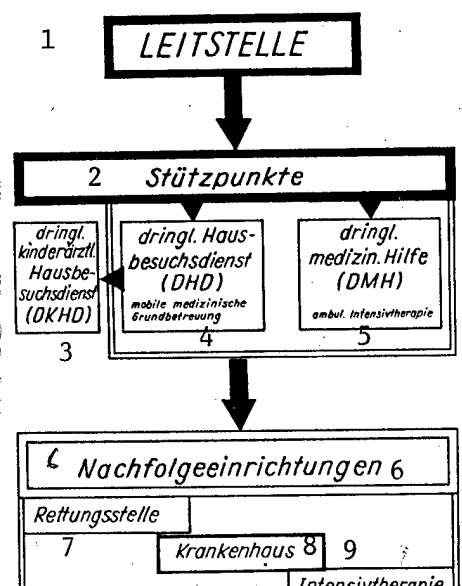 1 LEITSTELLE
2 Stützpunkte
dringl.
kinderärztl.
Hausbe-
suchsdienst
(DKHD)
3
dringl. Haus-
besuchsdienst
(DHD)
mobile medizinische
Grundbetreuung
4
dringl.
medizin. Hilfe
(DMH)
ambul. Intensivtherapie
5
6 Nachfolgeeinrichtungen 6
Rettungsstelle
7
Krankenhaus 8 9
Intensivtherapie